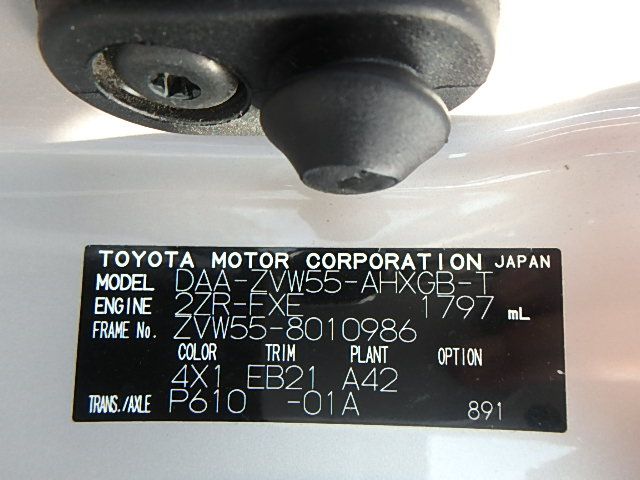 TOYOTA MOTOR CORPORATION JAPAN
MODEL DAA-ZVW55-AHXGB-T
ENGINE 2ZR-FXE 1797 mL
FRAME No. ZVW55-8010986
COLOR TRIM PLANT OPTION
4X1 EB21 A42
TRANS./AXLE P610 -01A 891